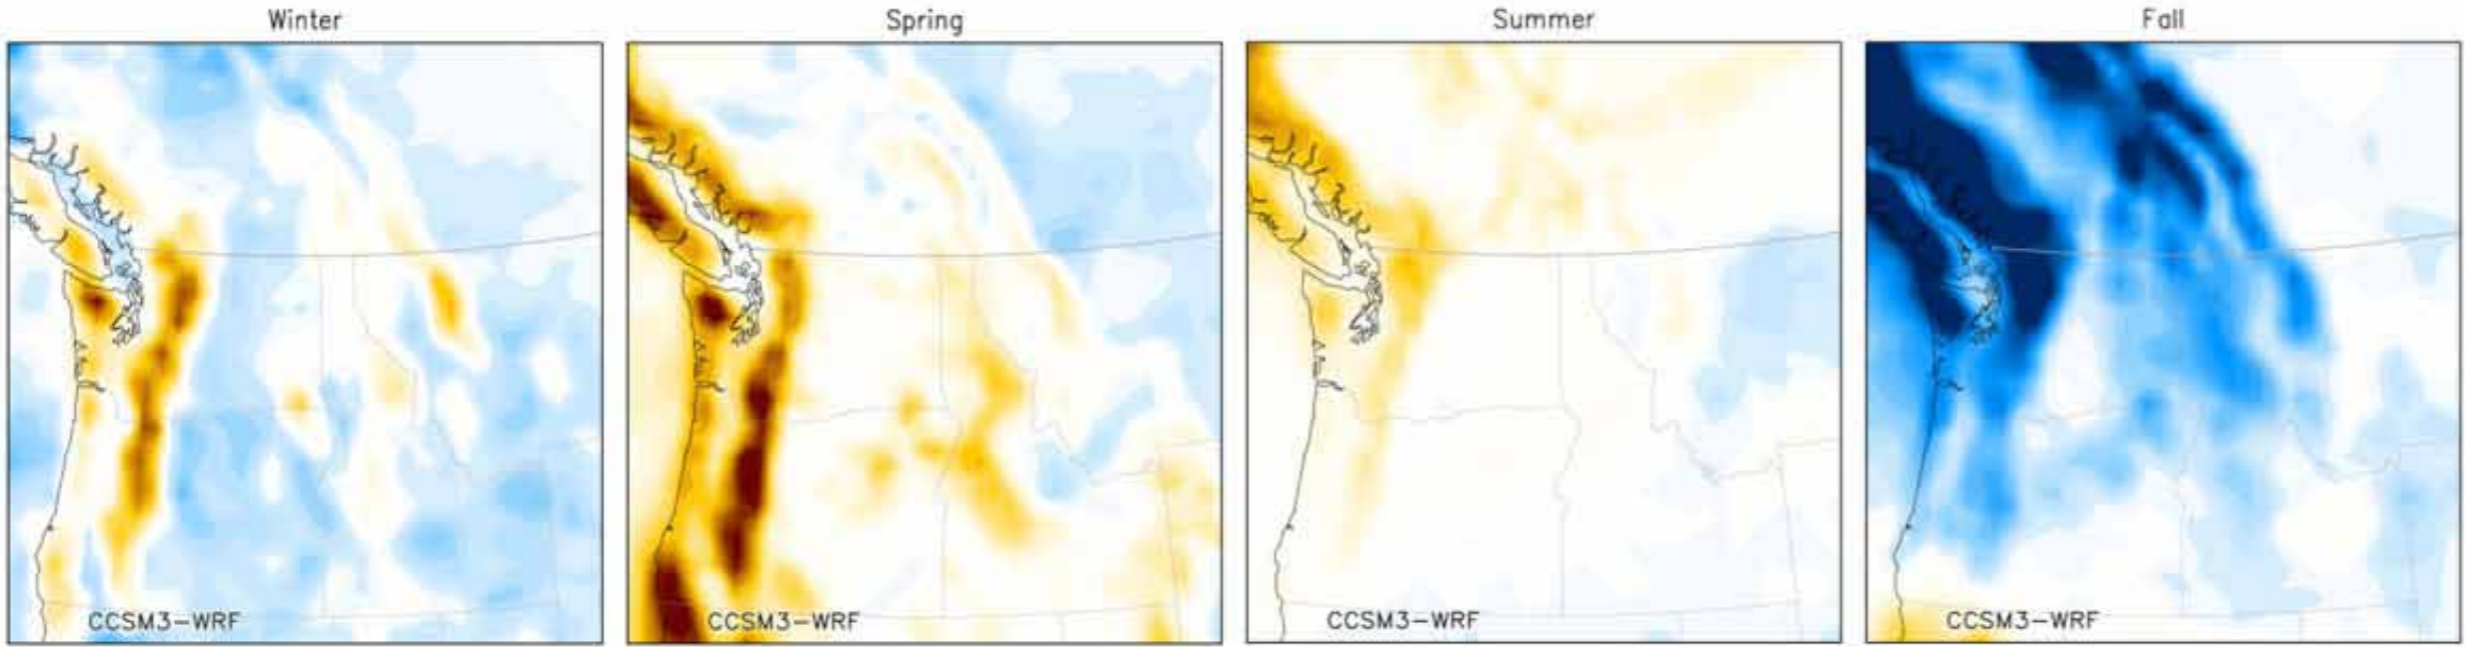 Winter
Spring
Summer
Fall
CCSM3-WRF
CCSM3-WRF
CCSM3-WRF
CCSM3-WRF